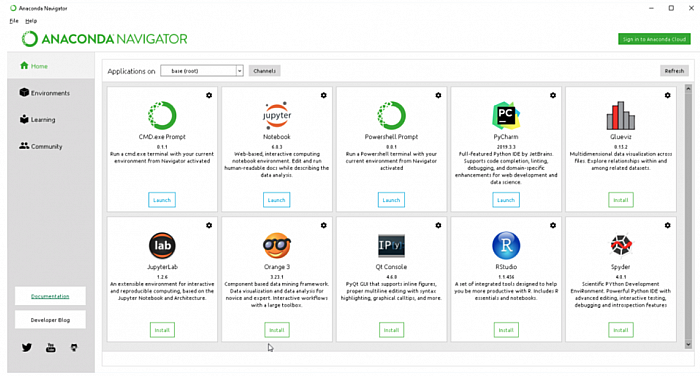 Anaconda Navigator
File Help
ANACONDA NAVIGATOR
Sign in to Anaconda Cloud
Home
Environments
Learning
Community
Documentation
Developer Blog
Applications on base (root) Channels
Refresh
CMD.exe Prompt
0.1.1
Run a cmd.exe terminal with your current
environment from Navigator activated
Launch
jupyter
Notebook
6.0.3
Web-based, interactive computing
notebook environment. Edit and run
human-readable docs while describing the
data analysis.
Launch
Powershell Prompt
0.0.1
Run a Powershell terminal with your
current environment from Navigator
activated
Launch
PC
PyCharm
2019.3.3
Full-featured Python IDE by JetBrains.
Supports code completion, linting,
debugging, and domain-specific
enhancements for web development and
data science.
Launch
Glueviz
0.15.2
Multidimensional data visualization across
files. Explore relationships within and
among related datasets.
Install
lab
JupyterLab
1.2.6
An extensible environment for interactive
and reproducible computing, based on the
Jupyter Notebook and Architecture.
Install
Orange 3
3.23.1
Component based data mining framework.
Data visualization and data analysis for
novice and expert. Interactive workflows
with a large toolbox.
Install
IP[y]:
Qt Console
4.6.0
PyQt GUI that supports inline figures,
proper multiline editing with syntax
highlighting, graphical calltips, and more.
Install
R
RStudio
1.1.456
A set of integrated tools designed to help
you be more productive with R. Includes R
essentials and notebooks.
Install
Spyder
4.0.1
Scientific PYthon Development
EnviRonment. Powerful Python IDE with
advanced editing, interactive testing,
debugging and introspection features
Install
You
Tube